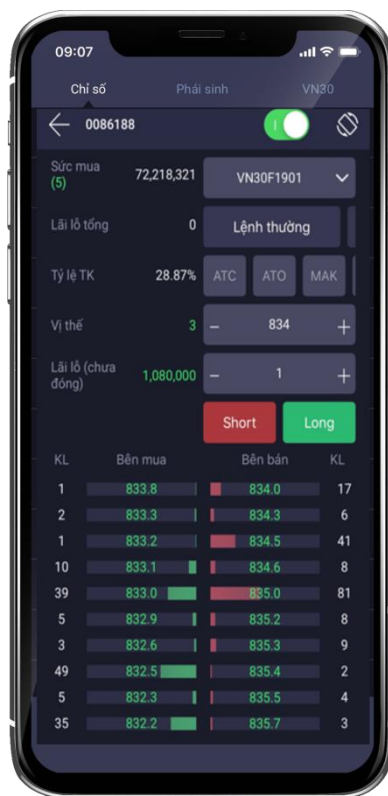 09:07
Chỉ số Phái sinh VN30
0086188
Sức mua (5) 72,218,321 VN30F1901
Lãi lỗ tổng 0 Lệnh thường
Tỷ lệ TK 28.87% ATC ATO MAK
Vị thế 3 − 834 +
Lãi lỗ (chưa đóng) 1,080,000 − 1 +
Short Long
KL Bên mua Bên bán KL
1 833.8 834.0 17
2 833.3 834.3 6
1 833.2 834.5 41
10 833.1 834.6 8
39 833.0 835.0 81
5 832.9 835.2 8
3 832.6 835.3 9
49 832.5 835.4 2
5 832.3 835.5 4
35 832.2 835.7 3